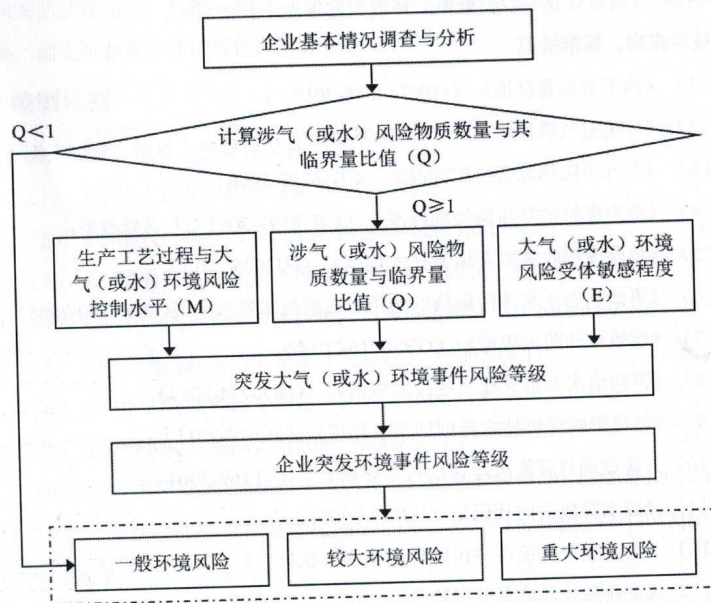 企业基本情况调查与分析
Q<1
计算涉气（或水）风险物质数量与其
临界量比值（Q）
Q≥1
生产工艺过程与大
气（或水）环境风险
控制水平（M）
涉气（或水）风险物
质数量与临界量
比值（Q）
大气（或水）环境
风险受体敏感程度
（E）
突发大气（或水）环境事件风险等级
企业突发环境事件风险等级
一般环境风险
较大环境风险
重大环境风险